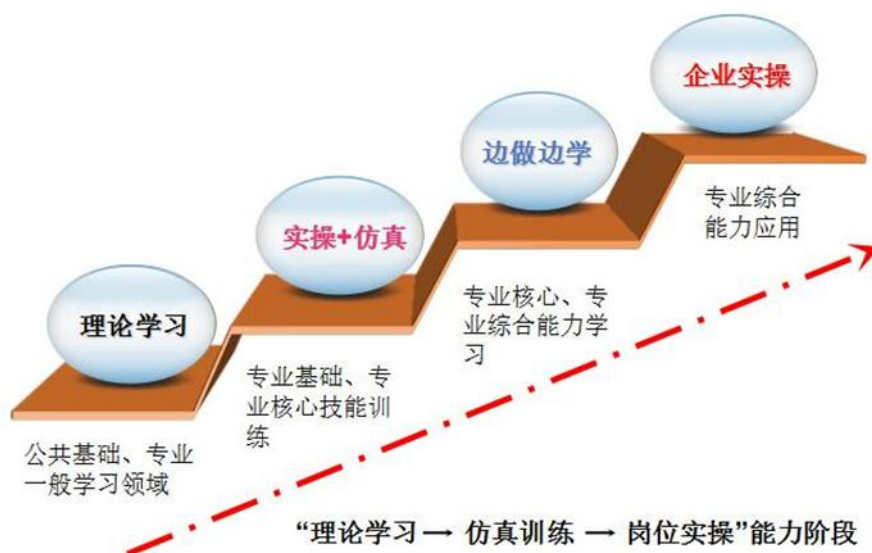 企业实操
专业综合
能力应用
边做边学
专业核心、专
业综合能力学
习
实操+仿真
专业基础、专
业核心技能训
练
理论学习
公共基础、专业
一般学习领域
“理论学习→ 仿真训练 → 岗位实操”能力阶段